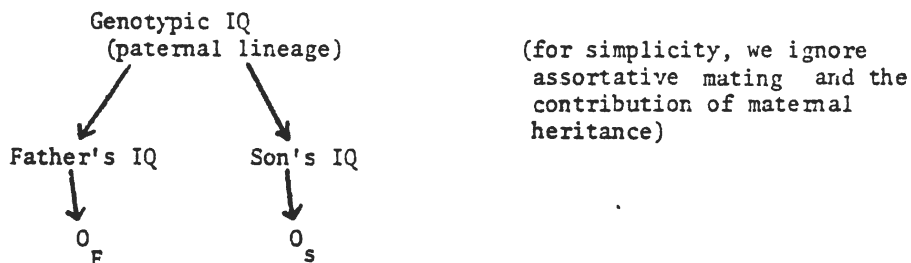 Genotypic IQ
(paternal lineage)
(for simplicity, we ignore
assortative mating and the
contribution of maternal
heritance)
Father's IQ
Son's IQ
O_F
O_s